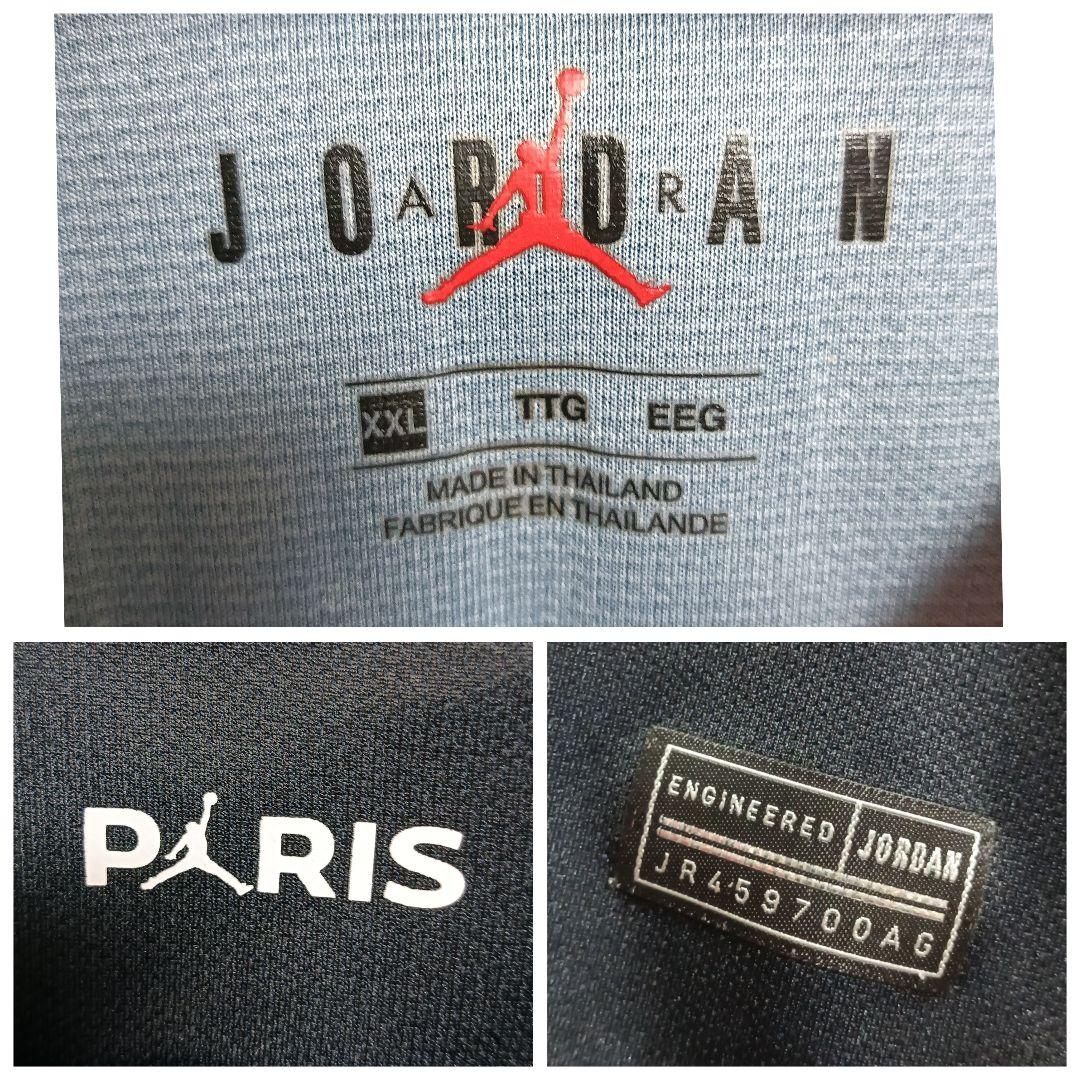 JORDAN
AIR
XXL TTG EEG
MADE IN THAILAND
FABRIQUE EN THAILANDE
PARIS
ENGINEERED JORDAN
JR459700AG